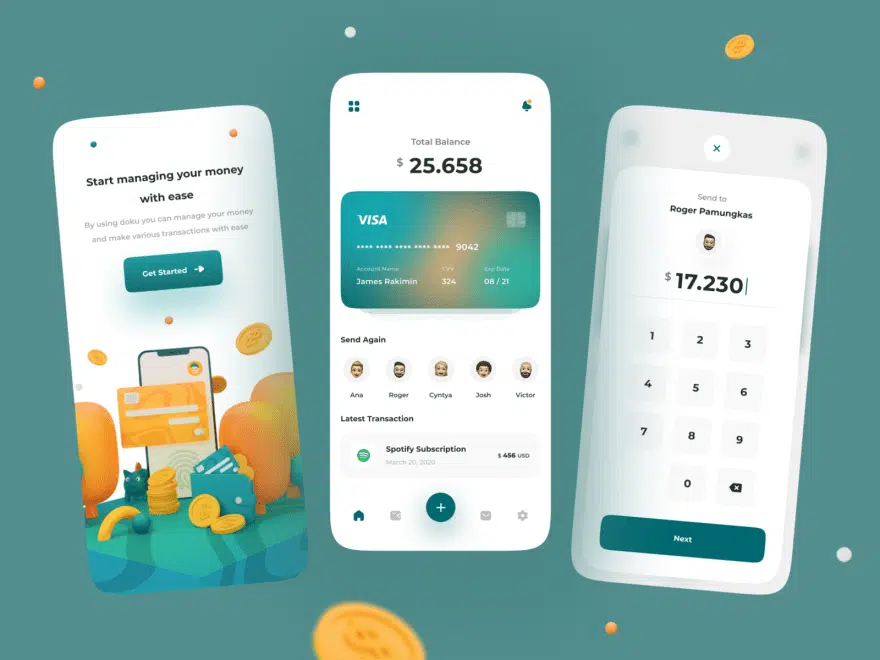 Start managing your money
with ease
By using doku you can manage your money
and make various transactions with ease
Get Started
Total Balance
$ 25.658
VISA
**** **** **** **** **** **** 9042
Account Name CVV Exp Date
James Rakimin 324 08 / 21
Send Again
Ana Roger Cyntya Josh Victor
Latest Transaction
Spotify Subscription
March 20, 2020
$ 456 USD
Send to
Roger Pamungkas
$ 17.230
1 2 3
4 5 6
7 8 9
0
Next